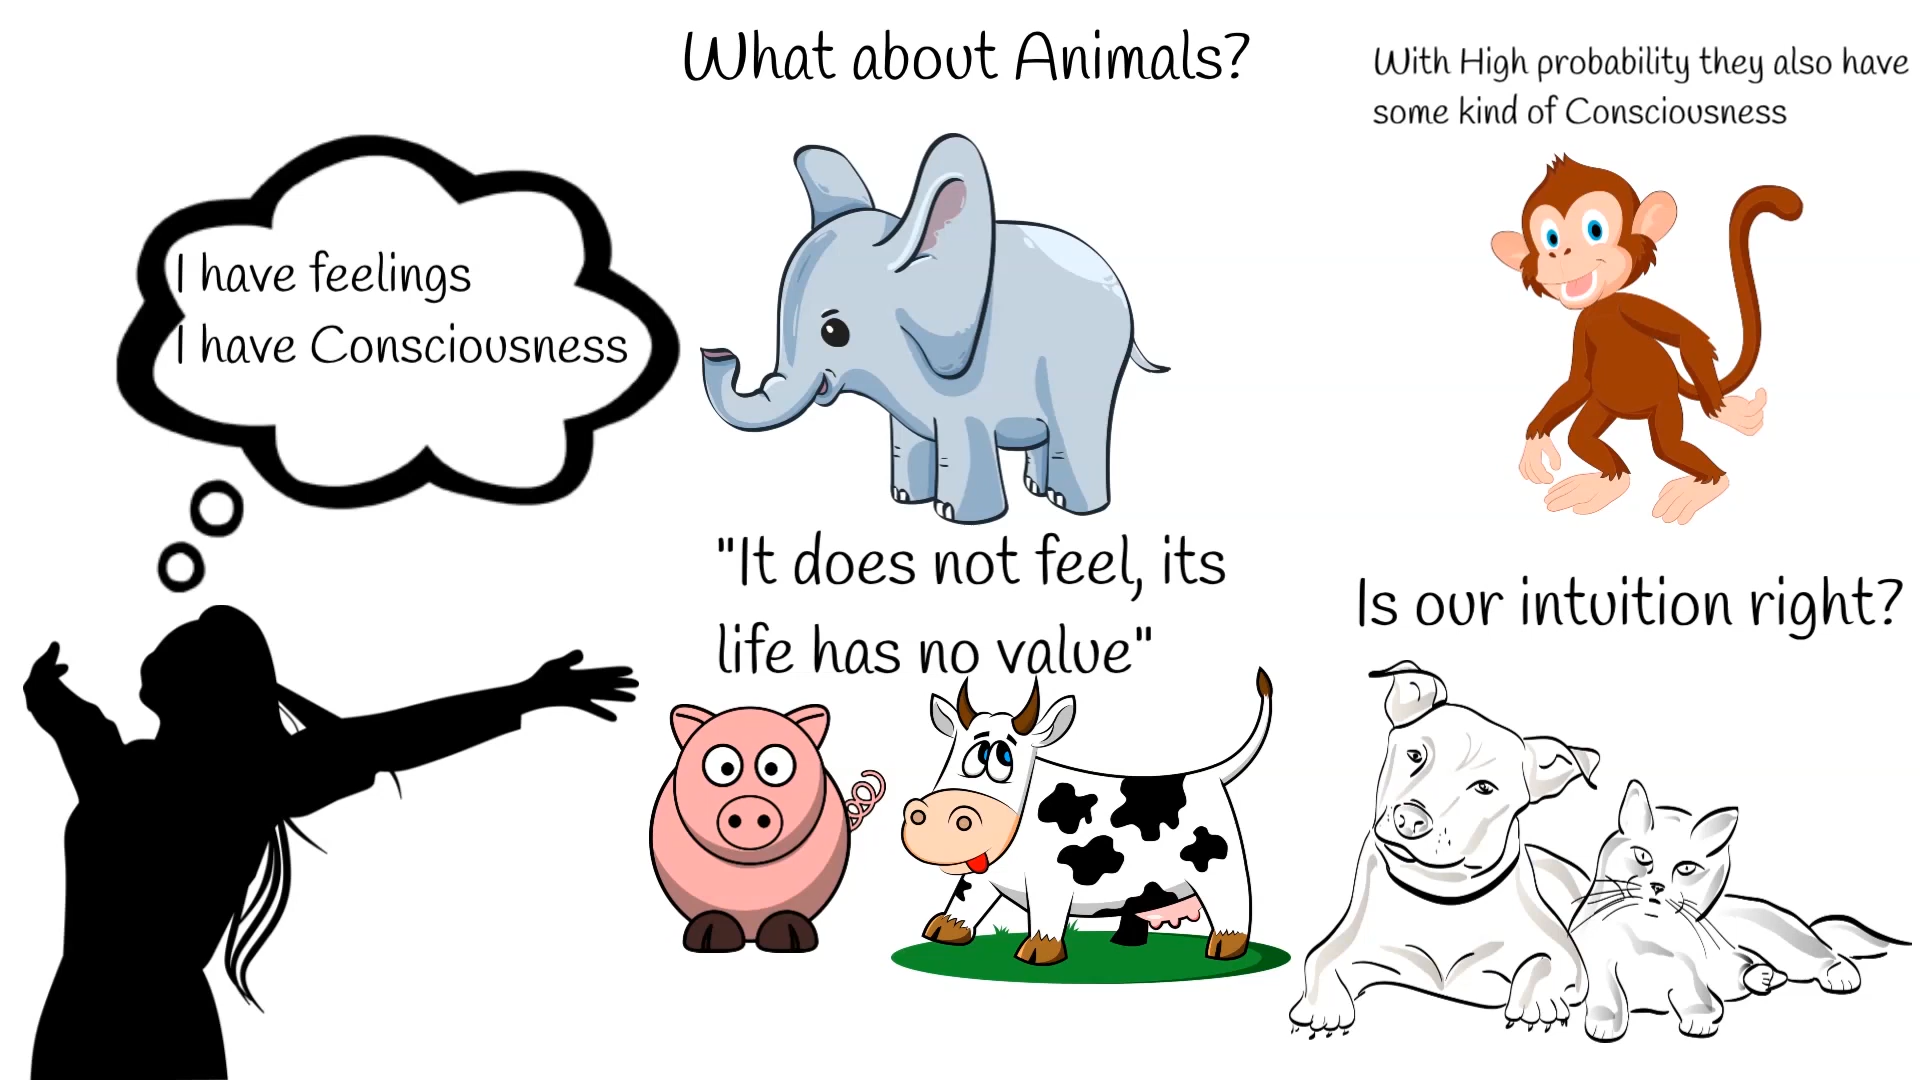 What about Animals?
With High probability they also have
some kind of Consciousness
I have feelings
I have Consciousness
"It does not feel, its
life has no value"
Is our intuition right?